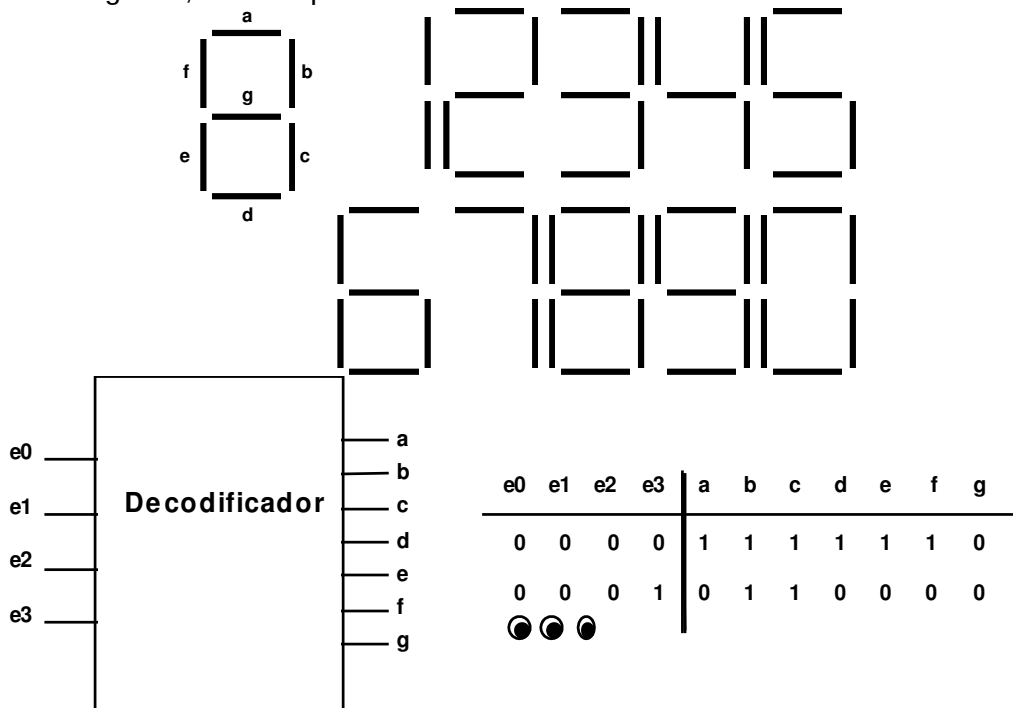 a
f b
g
e c
d
e0
e1
e2
e3
Decodificador
a
b
c
d
e
f
g
e0 e1 e2 e3 a b c d e f g
0 0 0 0 1 1 1 1 1 1 0
0 0 0 1 0 1 1 0 0 0 0